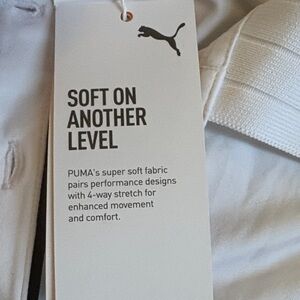 SOFT ON
ANOTHER
LEVEL
PUMA's super soft fabric
pairs performance designs
with 4-way stretch for
enhanced movement
and comfort.